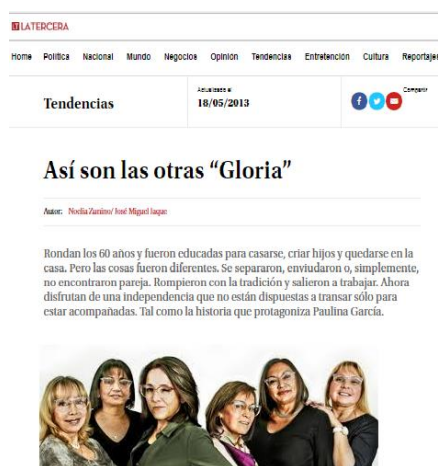 LT LATERCERA
Home Política Nacional Mundo Negocios Opinión Tendencias Entretención Cultura Reportajes
Tendencias
Actualizado el
18/05/2013
Compartir
Así son las otras “Gloria”
Autor: Noelia Zunino/ José Miguel Jaque
Rondan los 60 años y fueron educadas para casarse, criar hijos y quedarse en la
casa. Pero las cosas fueron diferentes. Se separaron, enviudaron o, simplemente,
no encontraron pareja. Rompieron con la tradición y salieron a trabajar. Ahora
disfrutan de una independencia que no están dispuestas a transar sólo para
estar acompañadas. Tal como la historia que protagoniza Paulina García.